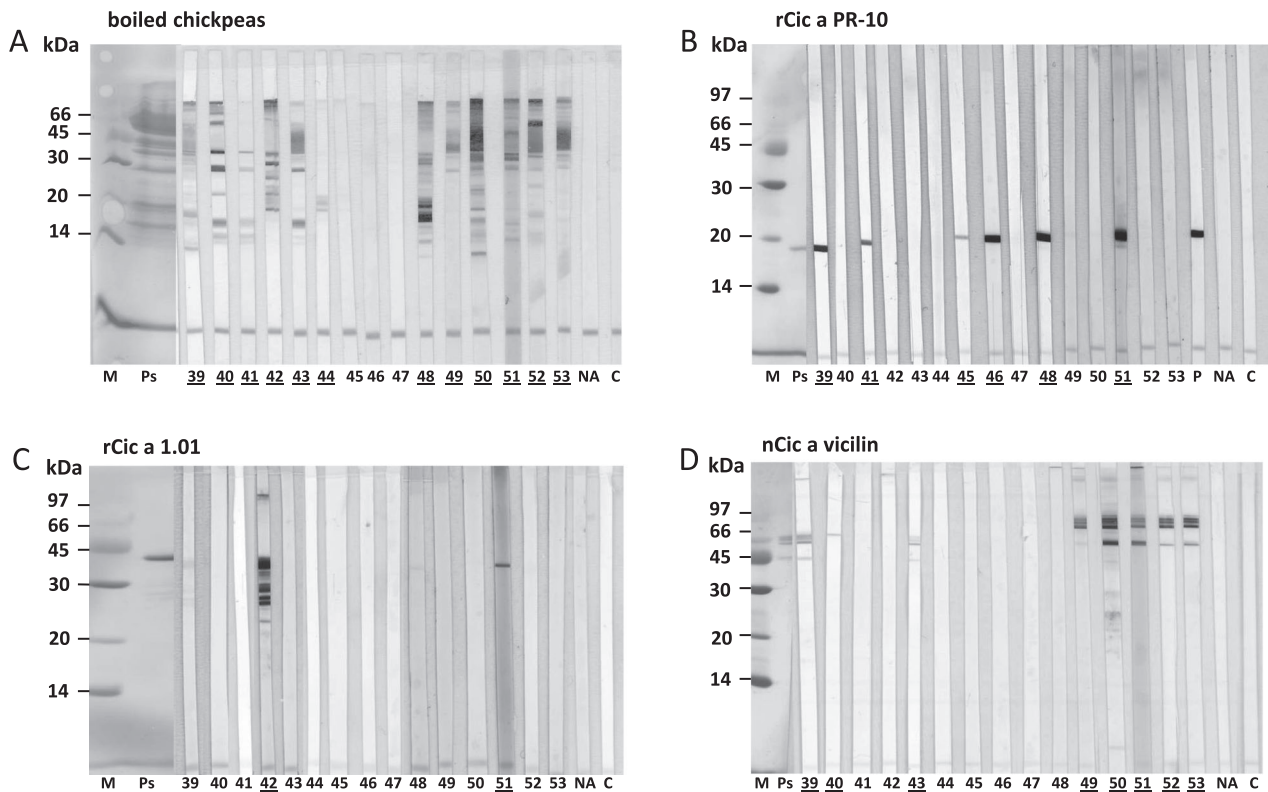 A boiled chickpeas
kDa
66
45
30
20
14
M Ps 39 40 41 42 43 44 45 46 47 48 49 50 51 52 53 NA C
B rCic a PR-10
kDa
97
66
45
30
20
14
M Ps 39 40 41 42 43 44 45 46 47 48 49 50 51 52 53 P NA C
C rCic a 1.01
kDa
97
66
45
30
20
14
M Ps 39 40 41 42 43 44 45 46 47 48 49 50 51 52 53 NA C
D nCic a vicilin
kDa
97
66
45
30
20
14
M Ps 39 40 41 42 43 44 45 46 47 48 49 50 51 52 53 NA C